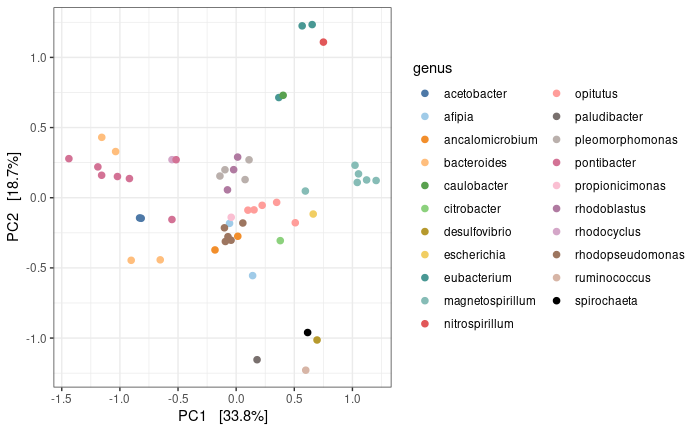 genus
acetobacter
afipia
ancalomicrobium
bacteroides
caulobacter
citrobacter
desulfovibrio
escherichia
eubacterium
magnetospirillum
nitrospirillum
opitutus
paludibacter
pleomorphomonas
pontibacter
propionicimonas
rhodoblastus
rhodocyclus
rhodopseudomonas
ruminococcus
spirochaeta
PC2 [18.7%]
1.0
0.5
0.0
-0.5
-1.0
-1.5 -1.0 -0.5 0.0 0.5 1.0
PC1 [33.8%]